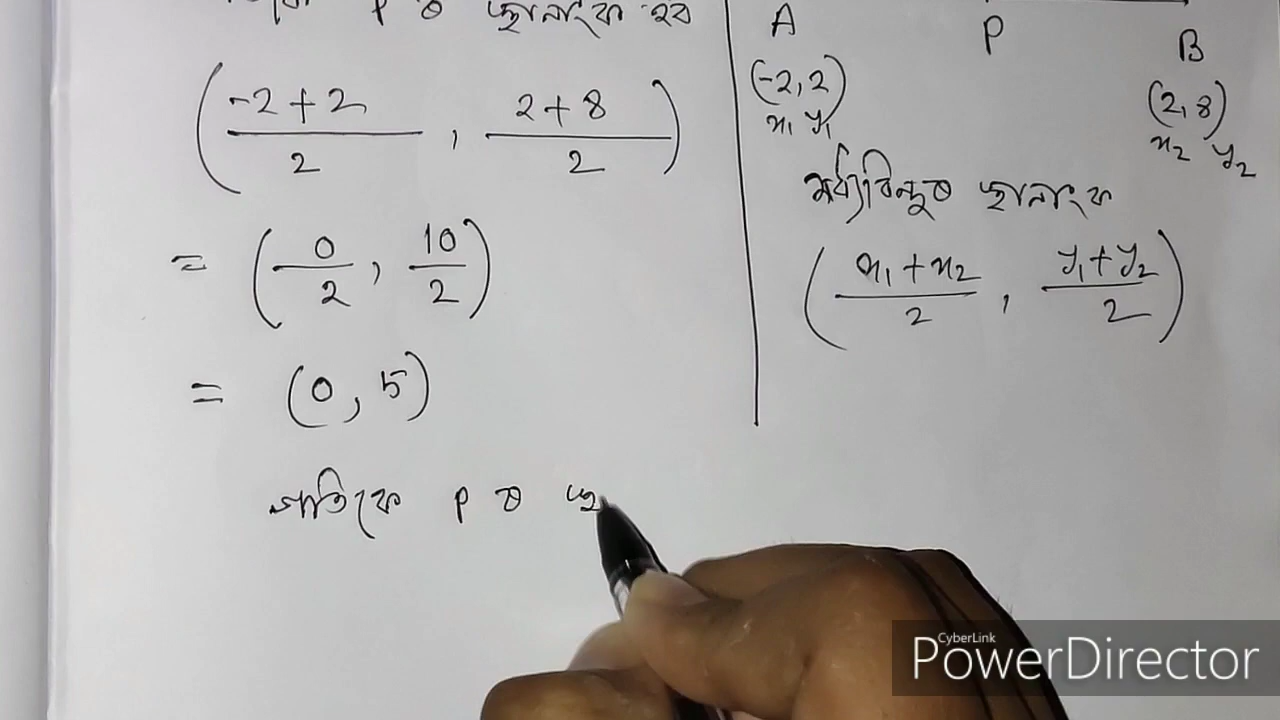 P ৰ স্থানাংক হব
( -2 + 2 / 2 , 2 + 8 / 2 )
= ( 0 / 2 , 10 / 2 )
= (0, 5)
গতিকে P ৰ
A P B
(-2, 2) (2, 8)
x₁ y₁ x₂ y₂
মধ্যবিন্দুৰ স্থানাংক
( x₁ + x₂ / 2 , y₁ + y₂ / 2 )
CyberLink
PowerDirector